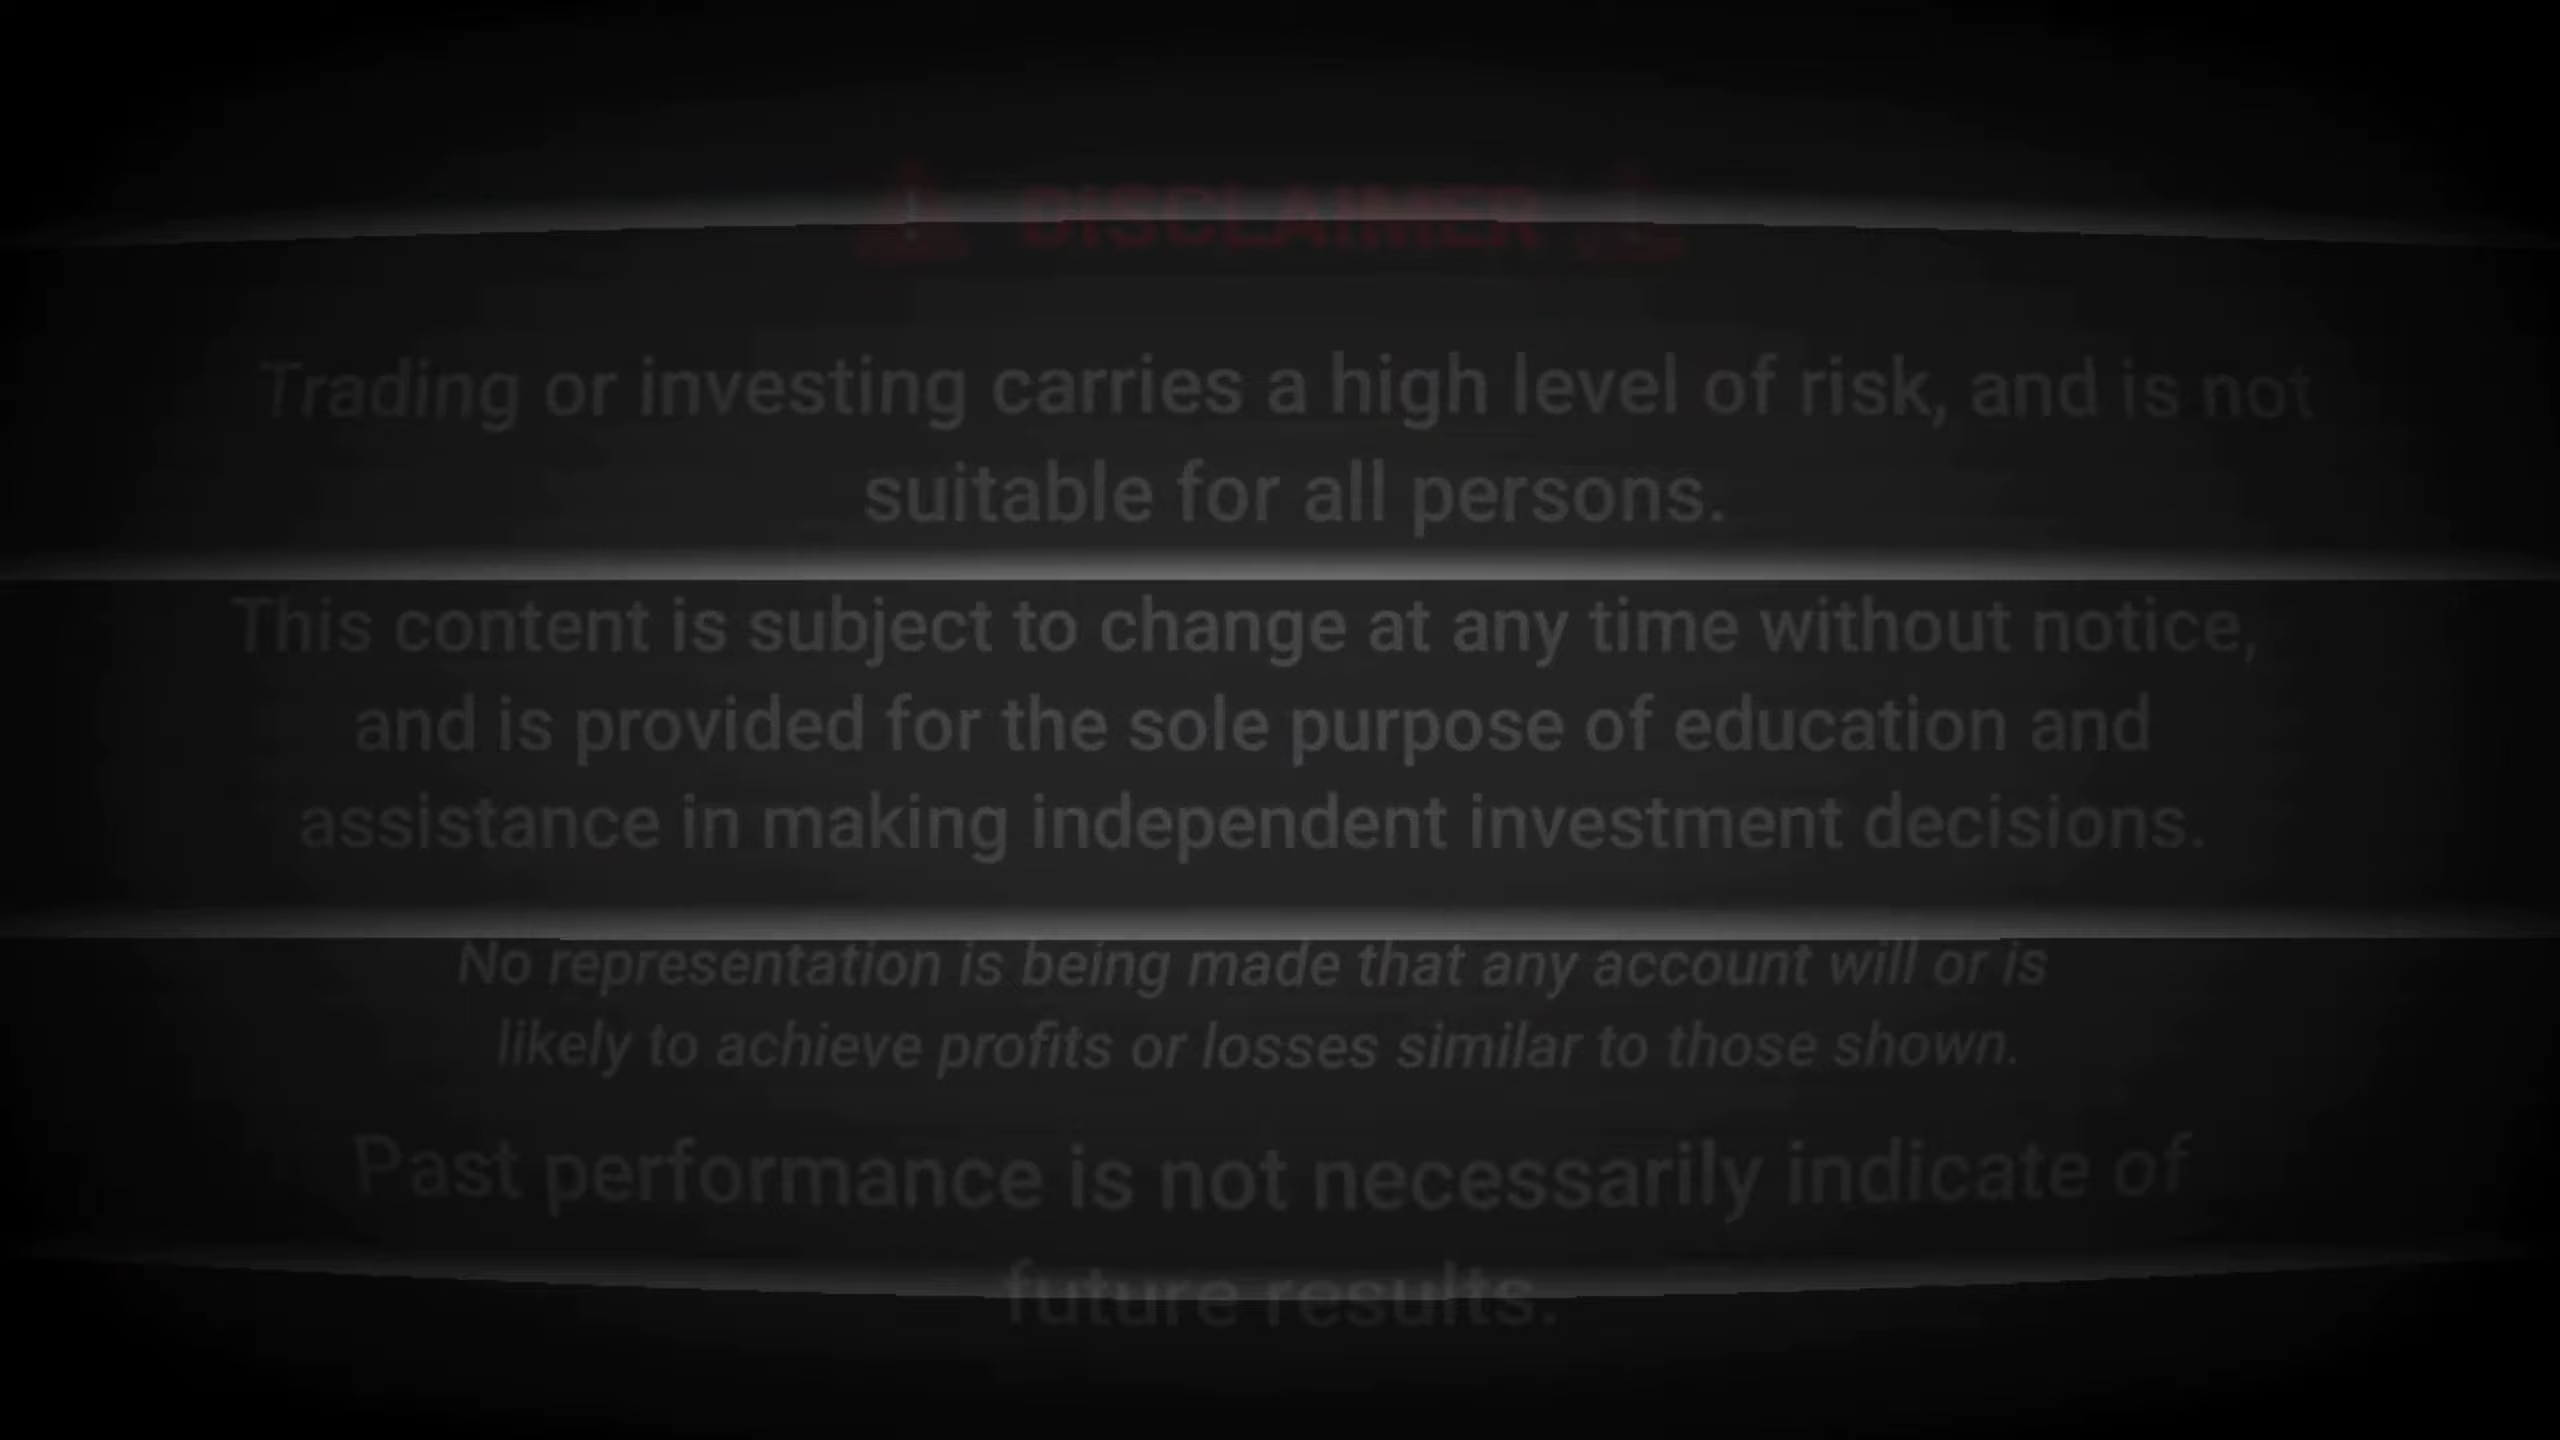 DISCLAIMER
Trading or investing carries a high level of risk, and is not
suitable for all persons.
This content is subject to change at any time without notice,
and is provided for the sole purpose of education and
assistance in making independent investment decisions.
No representation is being made that any account will or is
likely to achieve profits or losses similar to those shown.
Past performance is not necessarily indicate of
future results.